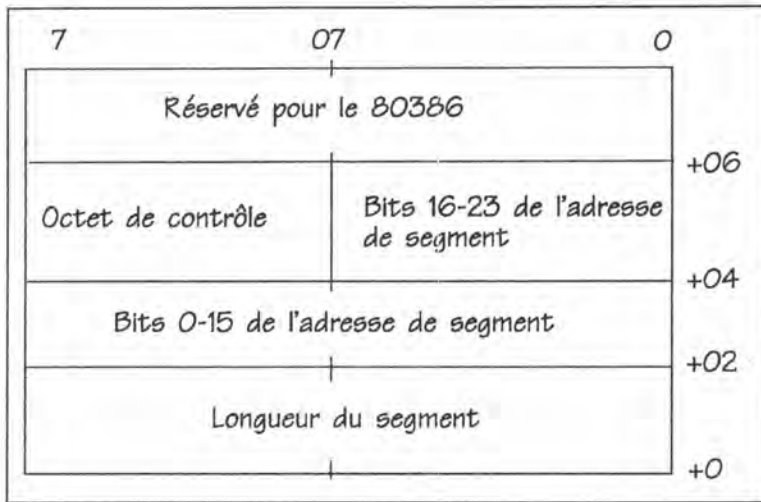 7 07 0
Réservé pour le 80386
+06
Octet de contrôle
Bits 16-23 de l'adresse
de segment
+04
Bits 0-15 de l'adresse de segment
+02
Longueur du segment
+0